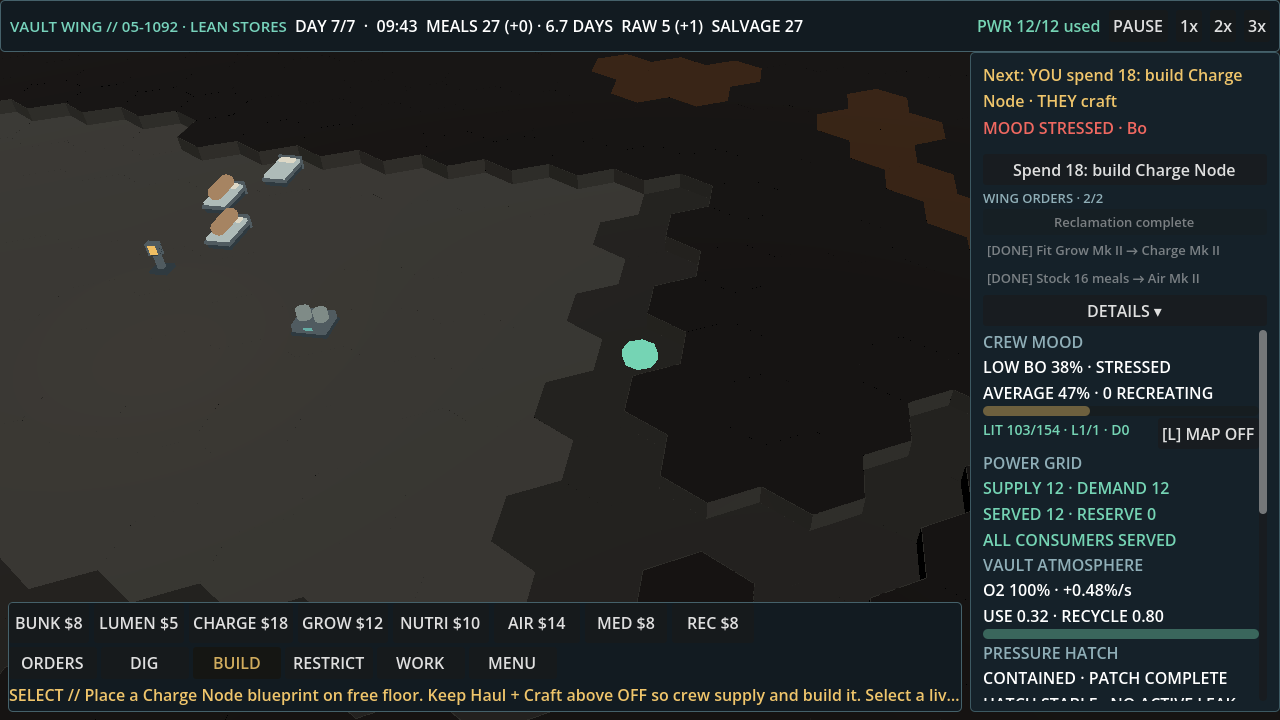 VAULT WING // 05-1092 · LEAN STORES DAY 7/7 · 09:43 MEALS 27 (+0) · 6.7 DAYS RAW 5 (+1) SALVAGE 27 PWR 12/12 used PAUSE 1x 2x 3x
Next: YOU spend 18: build Charge
Node · THEY craft
MOOD STRESSED · Bo
Spend 18: build Charge Node
WING ORDERS · 2/2
Reclamation complete
[DONE] Fit Grow Mk II → Charge Mk II
[DONE] Stock 16 meals → Air Mk II
DETAILS ▾
CREW MOOD
LOW BO 38% · STRESSED
AVERAGE 47% · 0 RECREATING
LIT 103/154 · L1/1 · D0 [L] MAP OFF
POWER GRID
SUPPLY 12 · DEMAND 12
SERVED 12 · RESERVE 0
ALL CONSUMERS SERVED
VAULT ATMOSPHERE
O2 100% · +0.48%/s
USE 0.32 · RECYCLE 0.80
PRESSURE HATCH
CONTAINED · PATCH COMPLETE
HATCH STABLE · NO ACTIVE LEAK
BUNK $8 LUMEN $5 CHARGE $18 GROW $12 NUTRI $10 AIR $14 MED $8 REC $8
ORDERS DIG BUILD RESTRICT WORK MENU
SELECT // Place a Charge Node blueprint on free floor. Keep Haul + Craft above OFF so crew supply and build it. Select a liv...